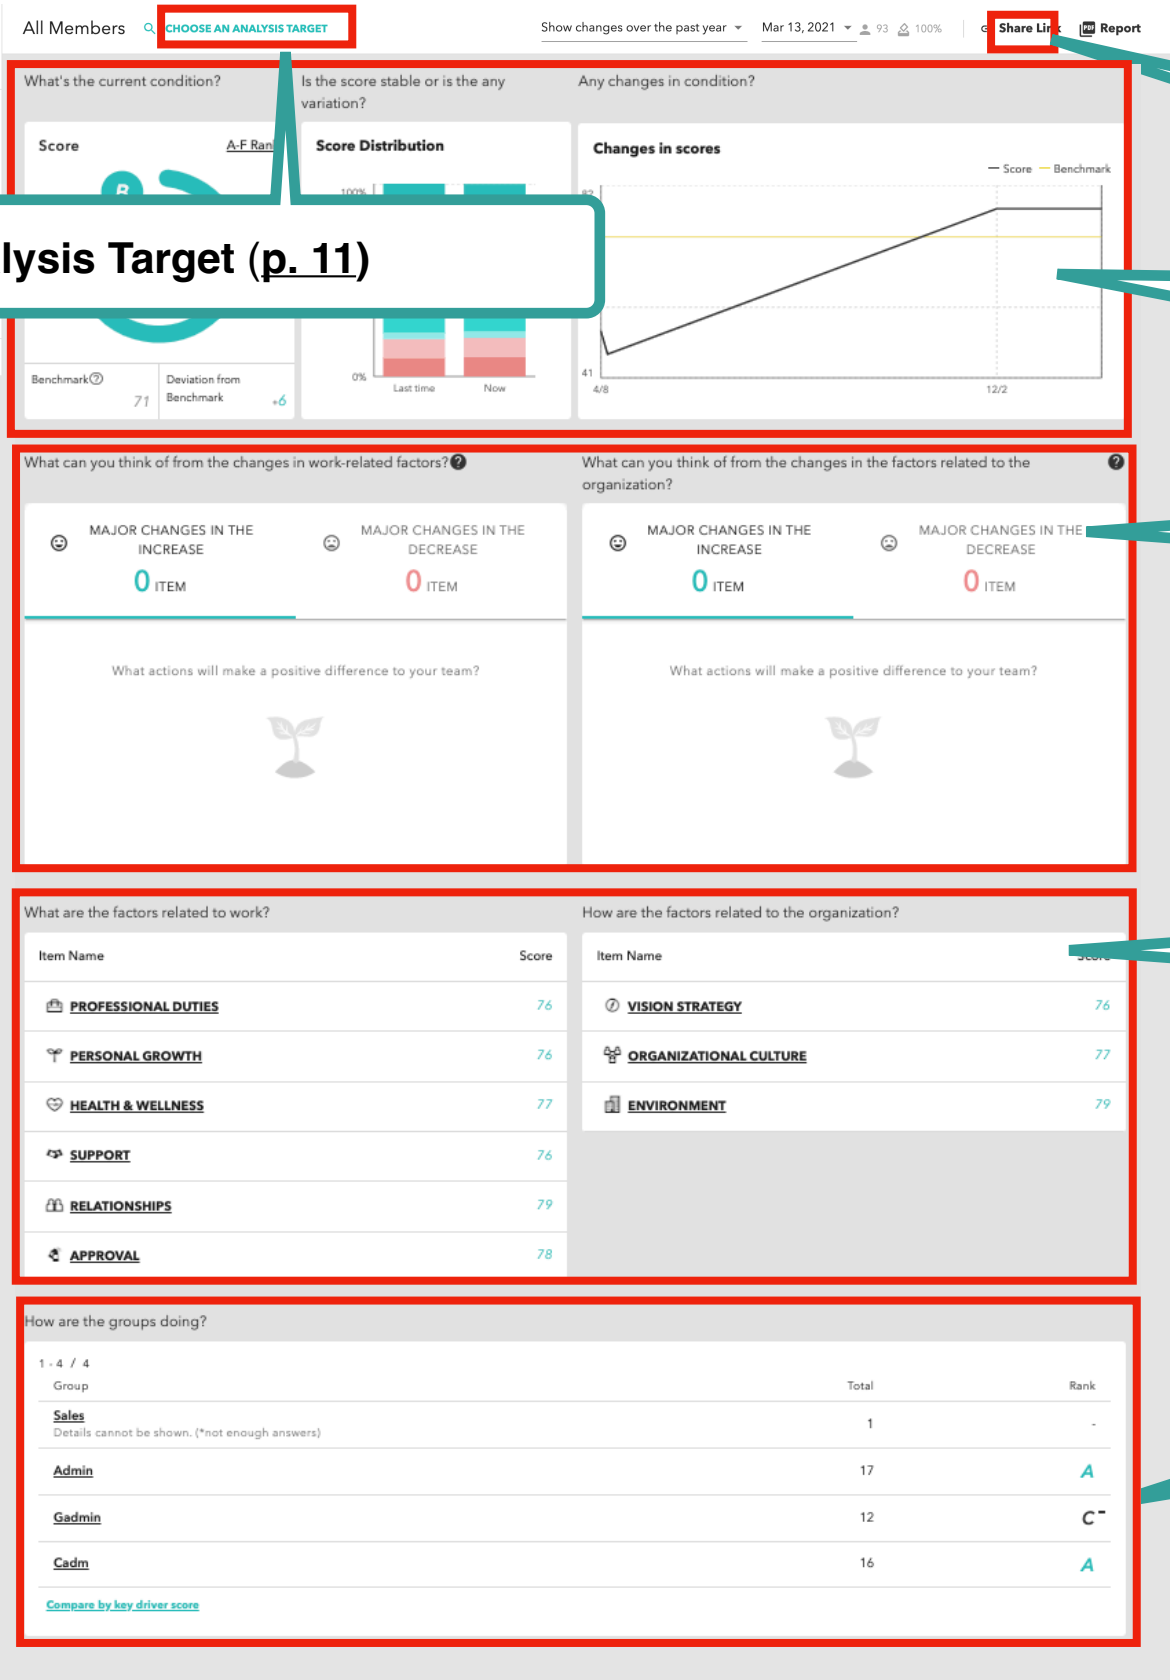 All Members
CHOOSE AN ANALYSIS TARGET
Show changes over the past year
Mar 13, 2021
93
100%
Share Link
Report
What's the current condition?
Is the score stable or is the any
variation?
Any changes in condition?
Score
A-F Rank
Score Distribution
Changes in scores
Score
Benchmark
B
100%
82
lysis Target (p. 11)
0%
Last time
Now
41
4/8
12/2
Benchmark
71
Deviation from
Benchmark
+6
What can you think of from the changes in work-related factors?
What can you think of from the changes in the factors related to the
organization?
MAJOR CHANGES IN THE
INCREASE
0 ITEM
MAJOR CHANGES IN THE
DECREASE
0 ITEM
MAJOR CHANGES IN THE
INCREASE
0 ITEM
MAJOR CHANGES IN THE
DECREASE
0 ITEM
What actions will make a positive difference to your team?
What actions will make a positive difference to your team?
What are the factors related to work?
Item Name
Score
PROFESSIONAL DUTIES
76
PERSONAL GROWTH
76
HEALTH & WELLNESS
77
SUPPORT
76
RELATIONSHIPS
79
APPROVAL
78
How are the factors related to the organization?
Item Name
Score
VISION STRATEGY
76
ORGANIZATIONAL CULTURE
77
ENVIRONMENT
79
How are the groups doing?
1 - 4 / 4
Group
Total
Rank
Sales
Details cannot be shown. (*not enough answers)
1
-
Admin
17
A
Gadmin
12
C-
Cadm
16
A
Compare by key driver score